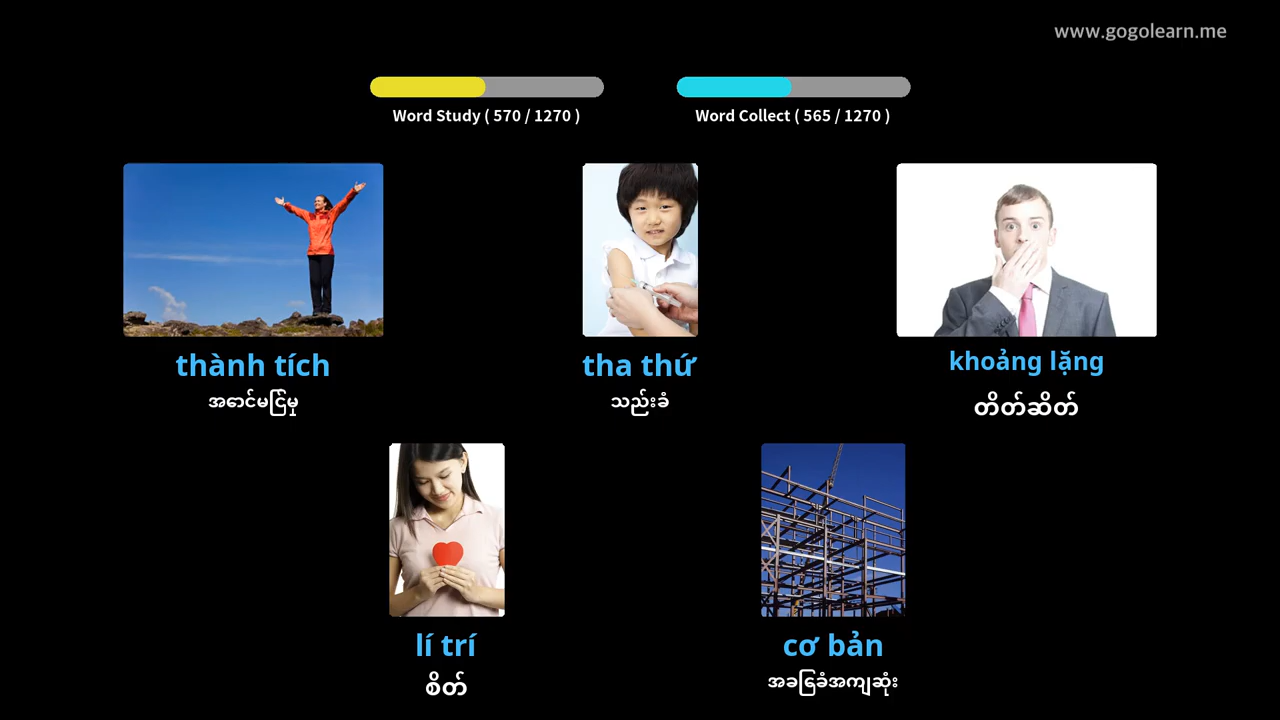 www.gogolearn.me
Word Study ( 570 / 1270 )
Word Collect ( 565 / 1270 )
thành tích
အောင်မြင်မှု
tha thứ
သည်းခံ
khoảng lặng
တိတ်ဆိတ်
lí trí
စိတ်
cơ bản
အခြေခံအကျဆုံး